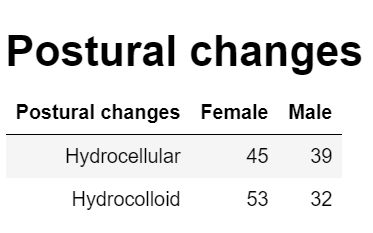 Postural changes
Postural changes Female Male
Hydrocellular 45 39
Hydrocolloid 53 32